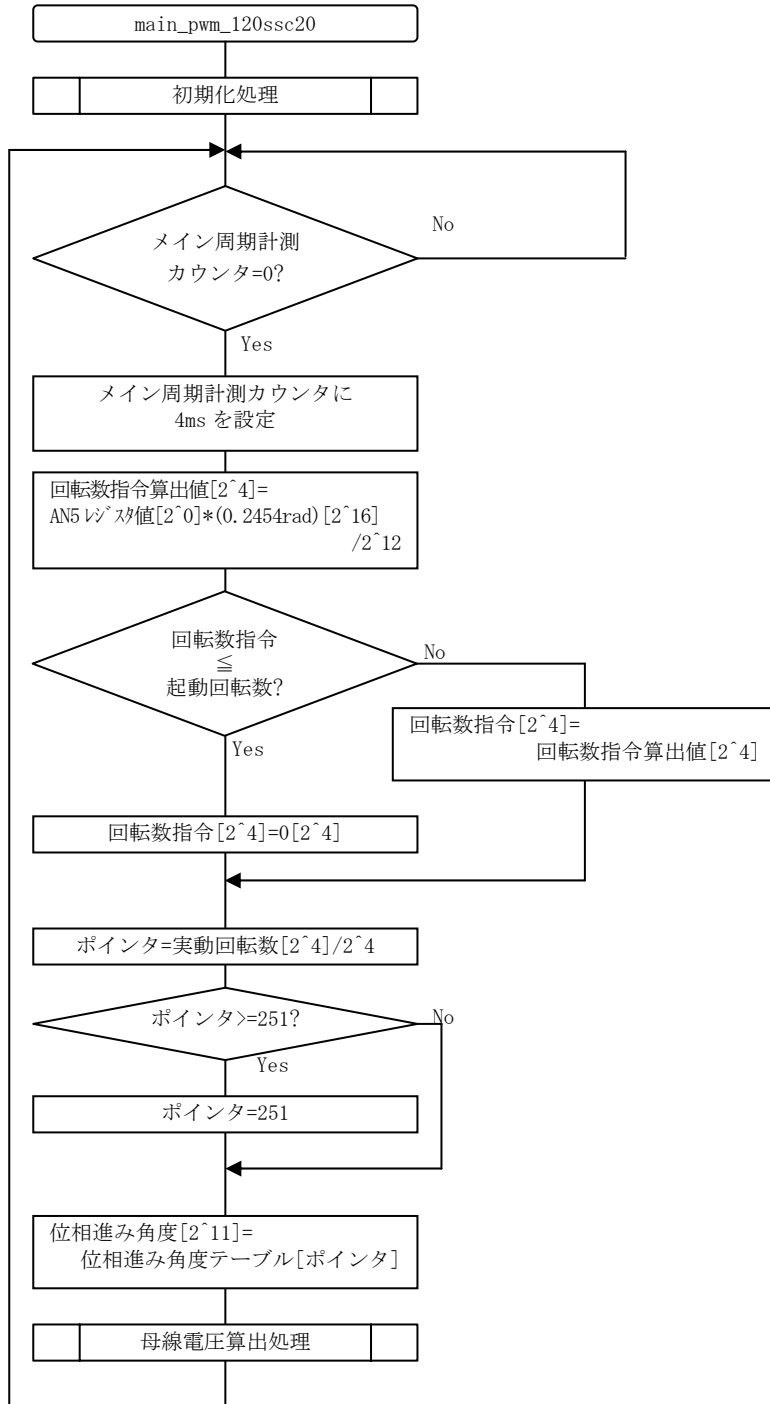 main_pwm_120ssc20
初期化処理
メイン周期計測
カウンタ=0?
No
Yes
メイン周期計測カウンタに
4ms を設定
回転数指令算出値[2^4]=
AN5ﾚｼﾞｽﾀ値[2^0]*(0.2454rad)[2^16]
/2^12
回転数指令
≦
起動回転数?
No
Yes
回転数指令[2^4]=
回転数指令算出値[2^4]
回転数指令[2^4]=0[2^4]
ポインタ=実動回転数[2^4]/2^4
ポインタ>=251?
No
Yes
ポインタ=251
位相進み角度[2^11]=
位相進み角度テーブル[ポインタ]
母線電圧算出処理